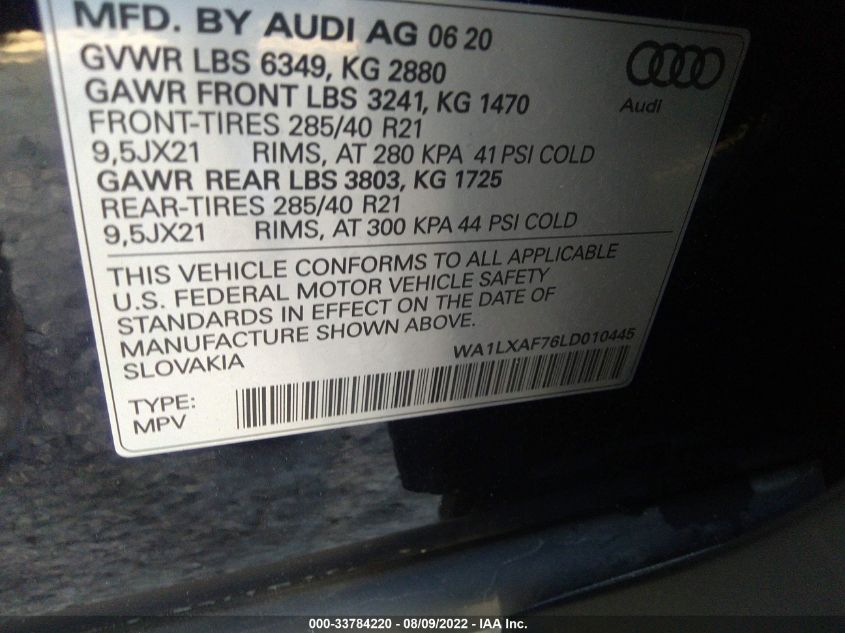 MFD. BY AUDI AG 06 20
GVWR LBS 6349, KG 2880
GAWR FRONT LBS 3241, KG 1470
FRONT-TIRES 285/40 R21
9,5JX21 RIMS, AT 280 KPA 41 PSI COLD
GAWR REAR LBS 3803, KG 1725
REAR-TIRES 285/40 R21
9,5JX21 RIMS, AT 300 KPA 44 PSI COLD
Audi
THIS VEHICLE CONFORMS TO ALL APPLICABLE
U.S. FEDERAL MOTOR VEHICLE SAFETY
STANDARDS IN EFFECT ON THE DATE OF
MANUFACTURE SHOWN ABOVE.
SLOVAKIA
WA1LXAF76LD010445
TYPE:
MPV
000-33784220 - 08/09/2022 - IAA Inc.